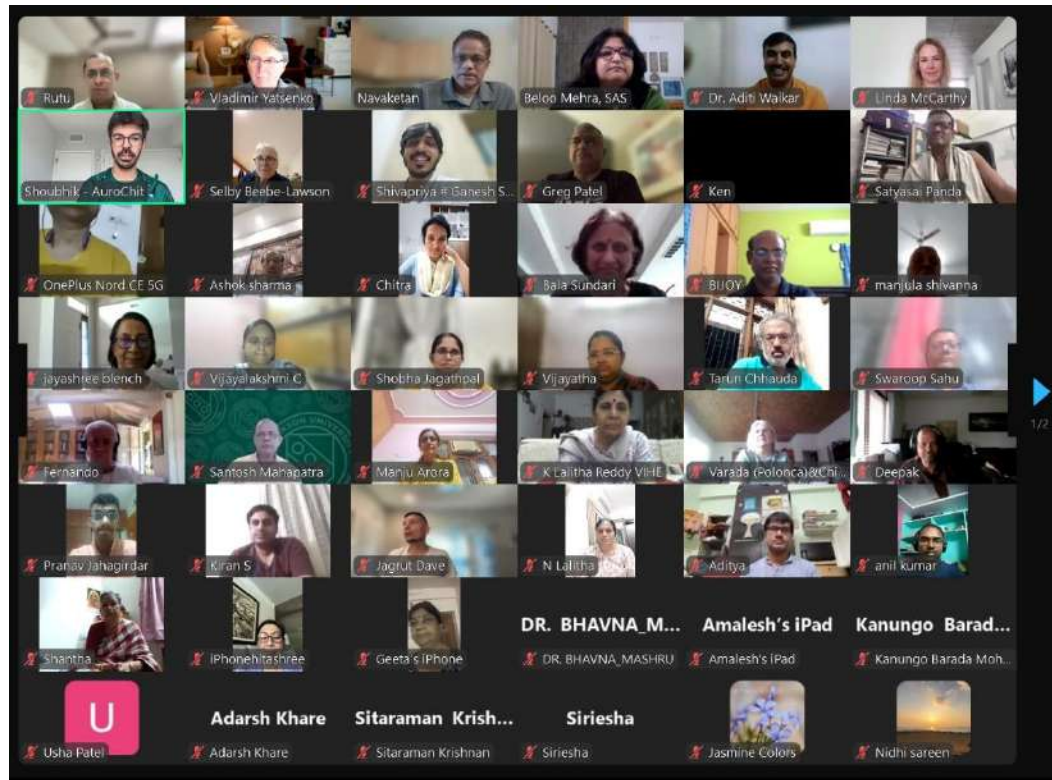 Rutu
Vladimir Yatsenko
Navaketan
Beloo Mehra, SAS
Dr. Aditi Waikar
Linda McCarthy
Shoubhik - AuroChit
Selby Beebe-Lawson
Shivapriya # Ganesh S...
Greg Patel
Ken
Satyasai Panda
OnePlus Nord CE 5G
Ashok sharma
Chitra
Bala Sundari
BIJOY
manjula shivanna
jayashree blench
Vijayalakshmi C
Shobha Jagathpal
Vijayatha
Tarun Chhauda
Swaroop Sahu
1/2
Fernando
Santosh Mahapatra
Manju Arora
K Lalitha Reddy VIHE
Varada (Polonca)&Chi...
Deepak
Pranav Jahagirdar
Kiran S
Jagrut Dave
N Lalitha
Aditya
anil kumar
Shantha
iPhonehitashree
Geeta's iPhone
DR. BHAVNA_M...
DR. BHAVNA_MASHRU
Amalesh's iPad
Amalesh's iPad
Kanungo Barad...
Kanungo Barada Moh...
U
Usha Patel
Adarsh Khare
Adarsh Khare
Sitaraman Krish...
Sitaraman Krishnan
Siriesha
Siriesha
Jasmine Colors
Nidhi sareen